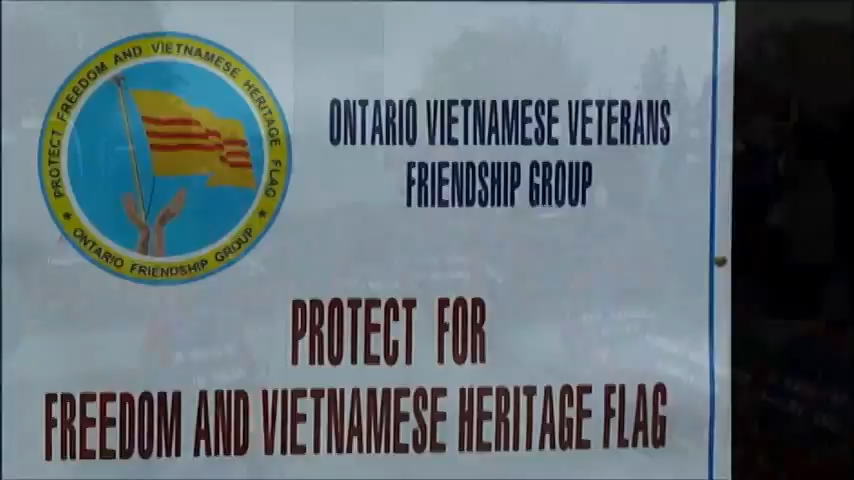 PROTECT FREEDOM AND VIETNAMESE HERITAGE FLAG
ONTARIO FRIENDSHIP GROUP
ONTARIO VIETNAMESE VETERANS
FRIENDSHIP GROUP
PROTECT FOR
FREEDOM AND VIETNAMESE HERITAGE FLAG